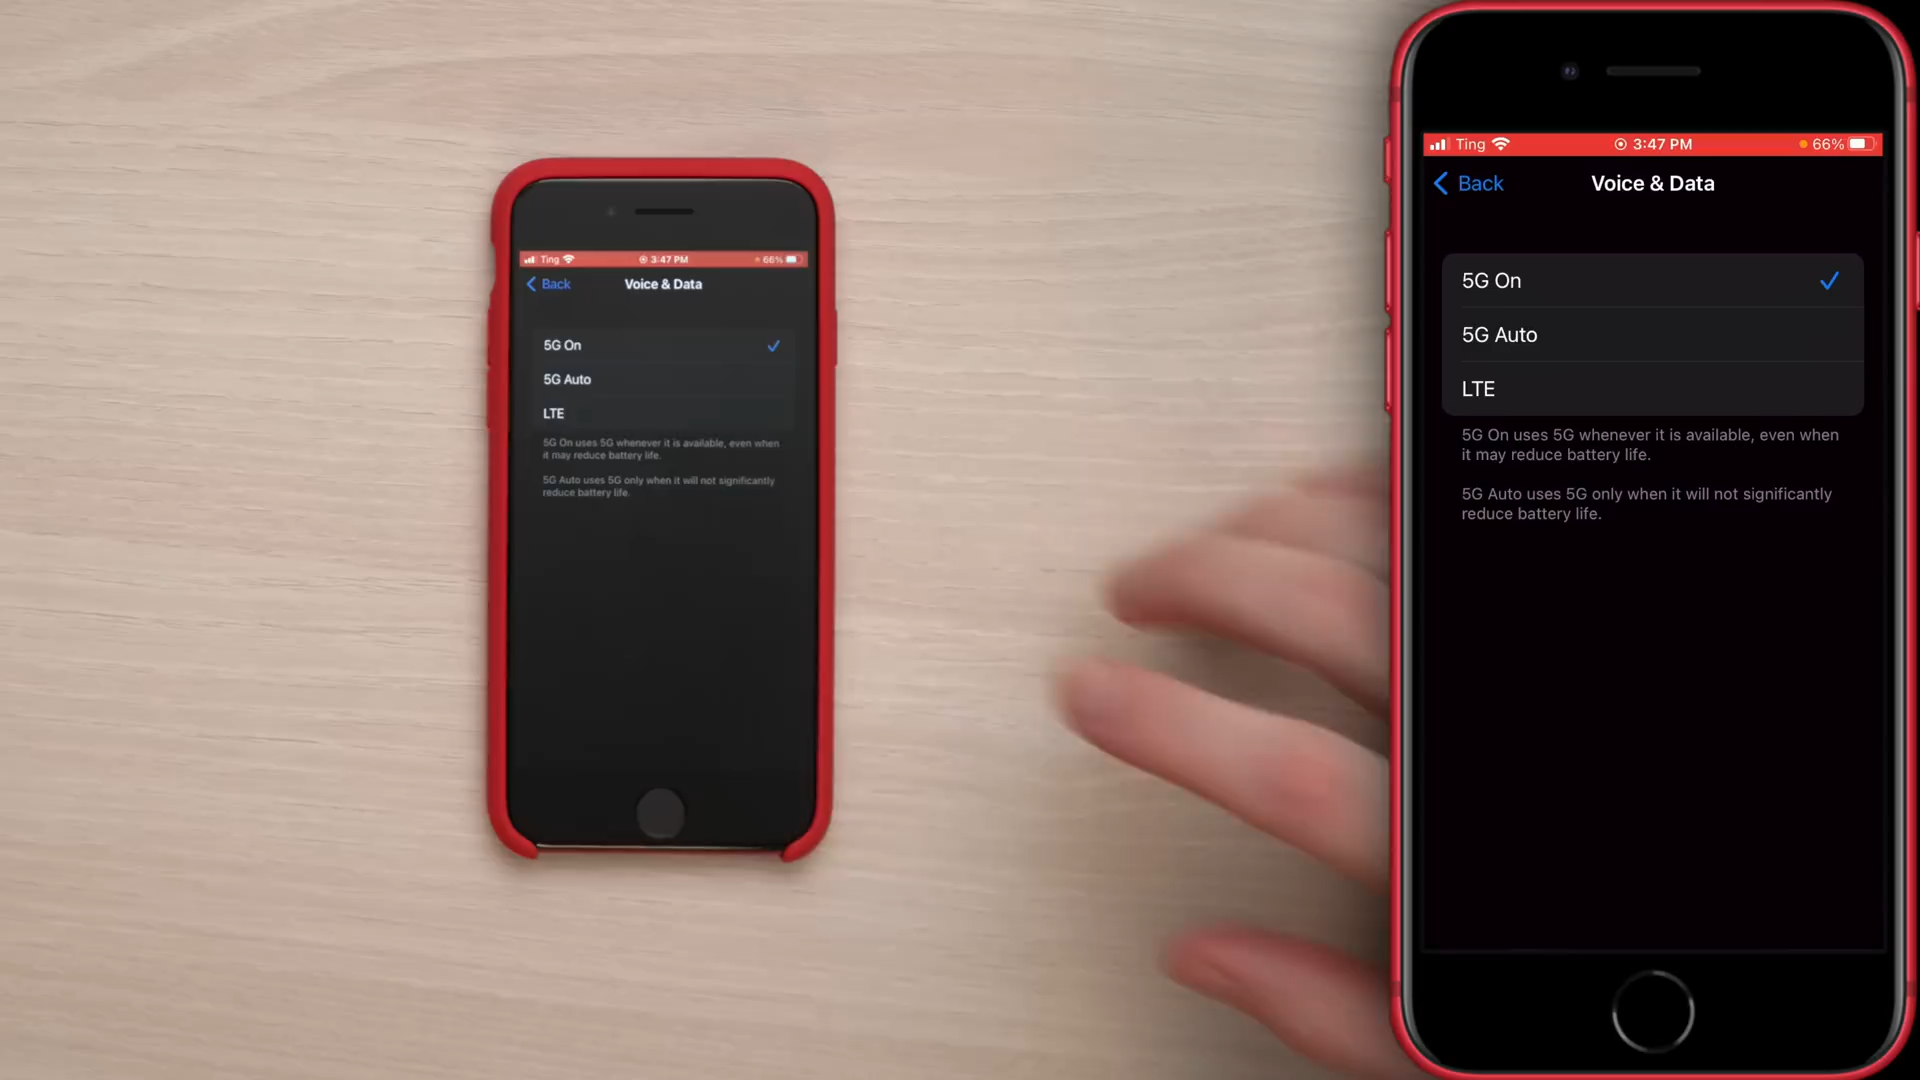 Ting 3:47 PM 66%
Back Voice & Data
5G On
5G Auto
LTE
5G On uses 5G whenever it is available, even when
it may reduce battery life.
5G Auto uses 5G only when it will not significantly
reduce battery life.
Ting 3:47 PM 66%
Back Voice & Data
5G On
5G Auto
LTE
5G On uses 5G whenever it is available, even when
it may reduce battery life.
5G Auto uses 5G only when it will not significantly
reduce battery life.